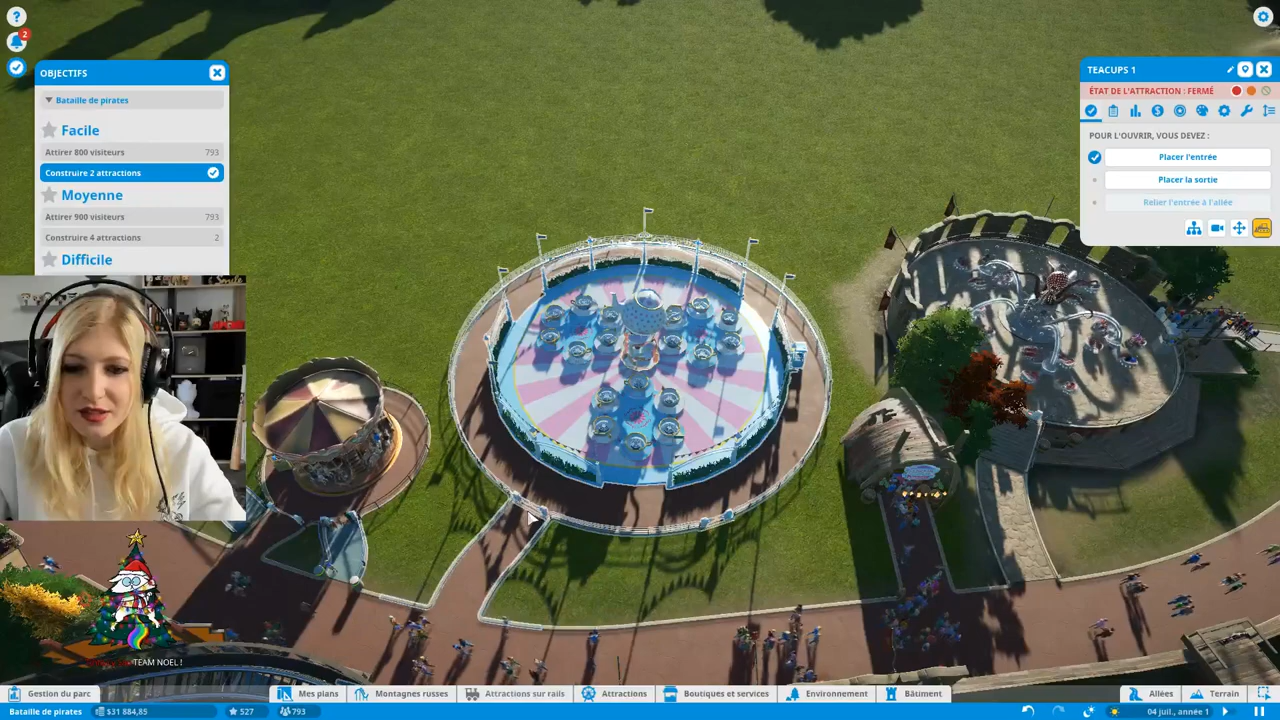 ?
2
OBJECTIFS
Bataille de pirates
Facile
Attirer 800 visiteurs 793
Construire 2 attractions
Moyenne
Attirer 900 visiteurs 793
Construire 4 attractions 2
Difficile
TEACUPS 1
ÉTAT DE L'ATTRACTION : FERMÉ
POUR L'OUVRIR, VOUS DEVEZ :
Placer l'entrée
Placer la sortie
Relier l'entrée à l'allée
TEAM NOEL !
Gestion du parc
Mes plans
Montagnes russes
Attractions sur rails
Attractions
Boutiques et services
Environnement
Bâtiment
Allées
Terrain
Bataille de pirates
$31 884,85
527
793
04 juil., année 1